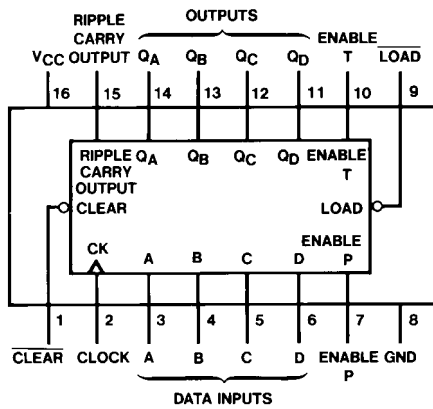 OUTPUTS
RIPPLE
CARRY
OUTPUT
VCC
QA QB QC QD
ENABLE
T
LOAD
16 15 14 13 12 11 10 9
RIPPLE
CARRY
OUTPUT
QA QB QC QD
ENABLE
T
CLEAR
LOAD
CK
A B C D
ENABLE
P
1 2 3 4 5 6 7 8
CLEAR CLOCK A B C D ENABLE
P
GND
DATA INPUTS